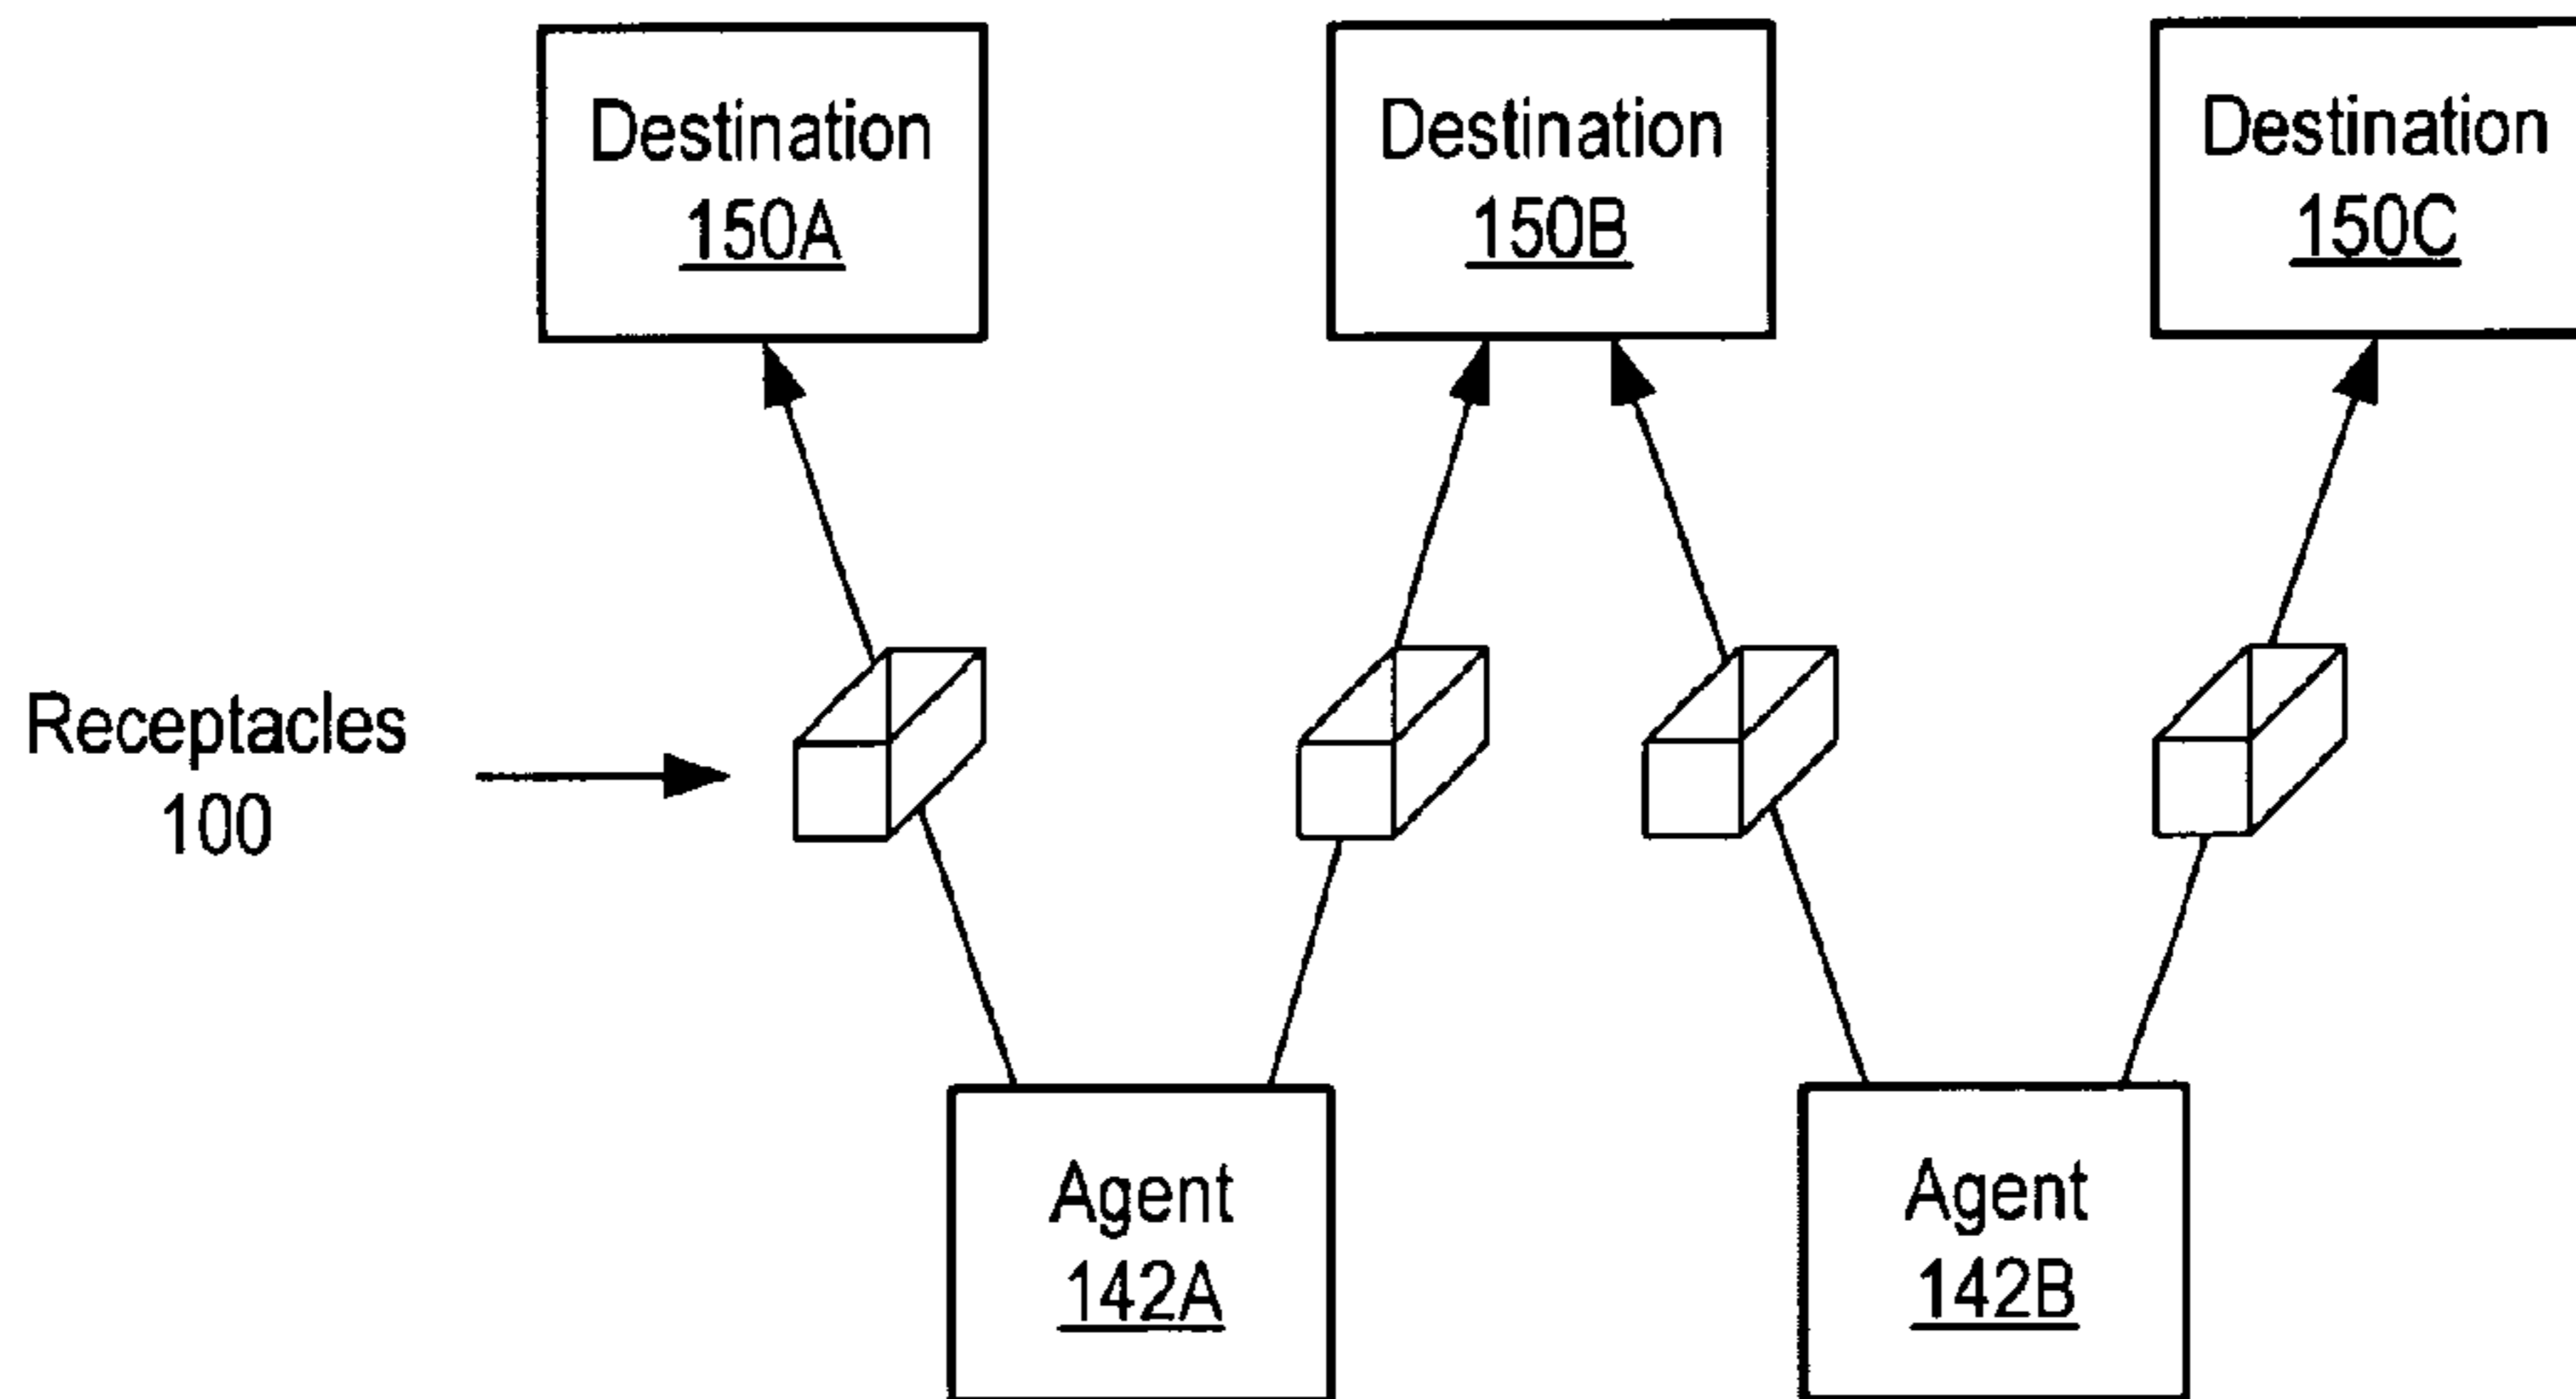 Destination
150A
Destination
150B
Destination
150C
Receptacles
100
Agent
142A
Agent
142B